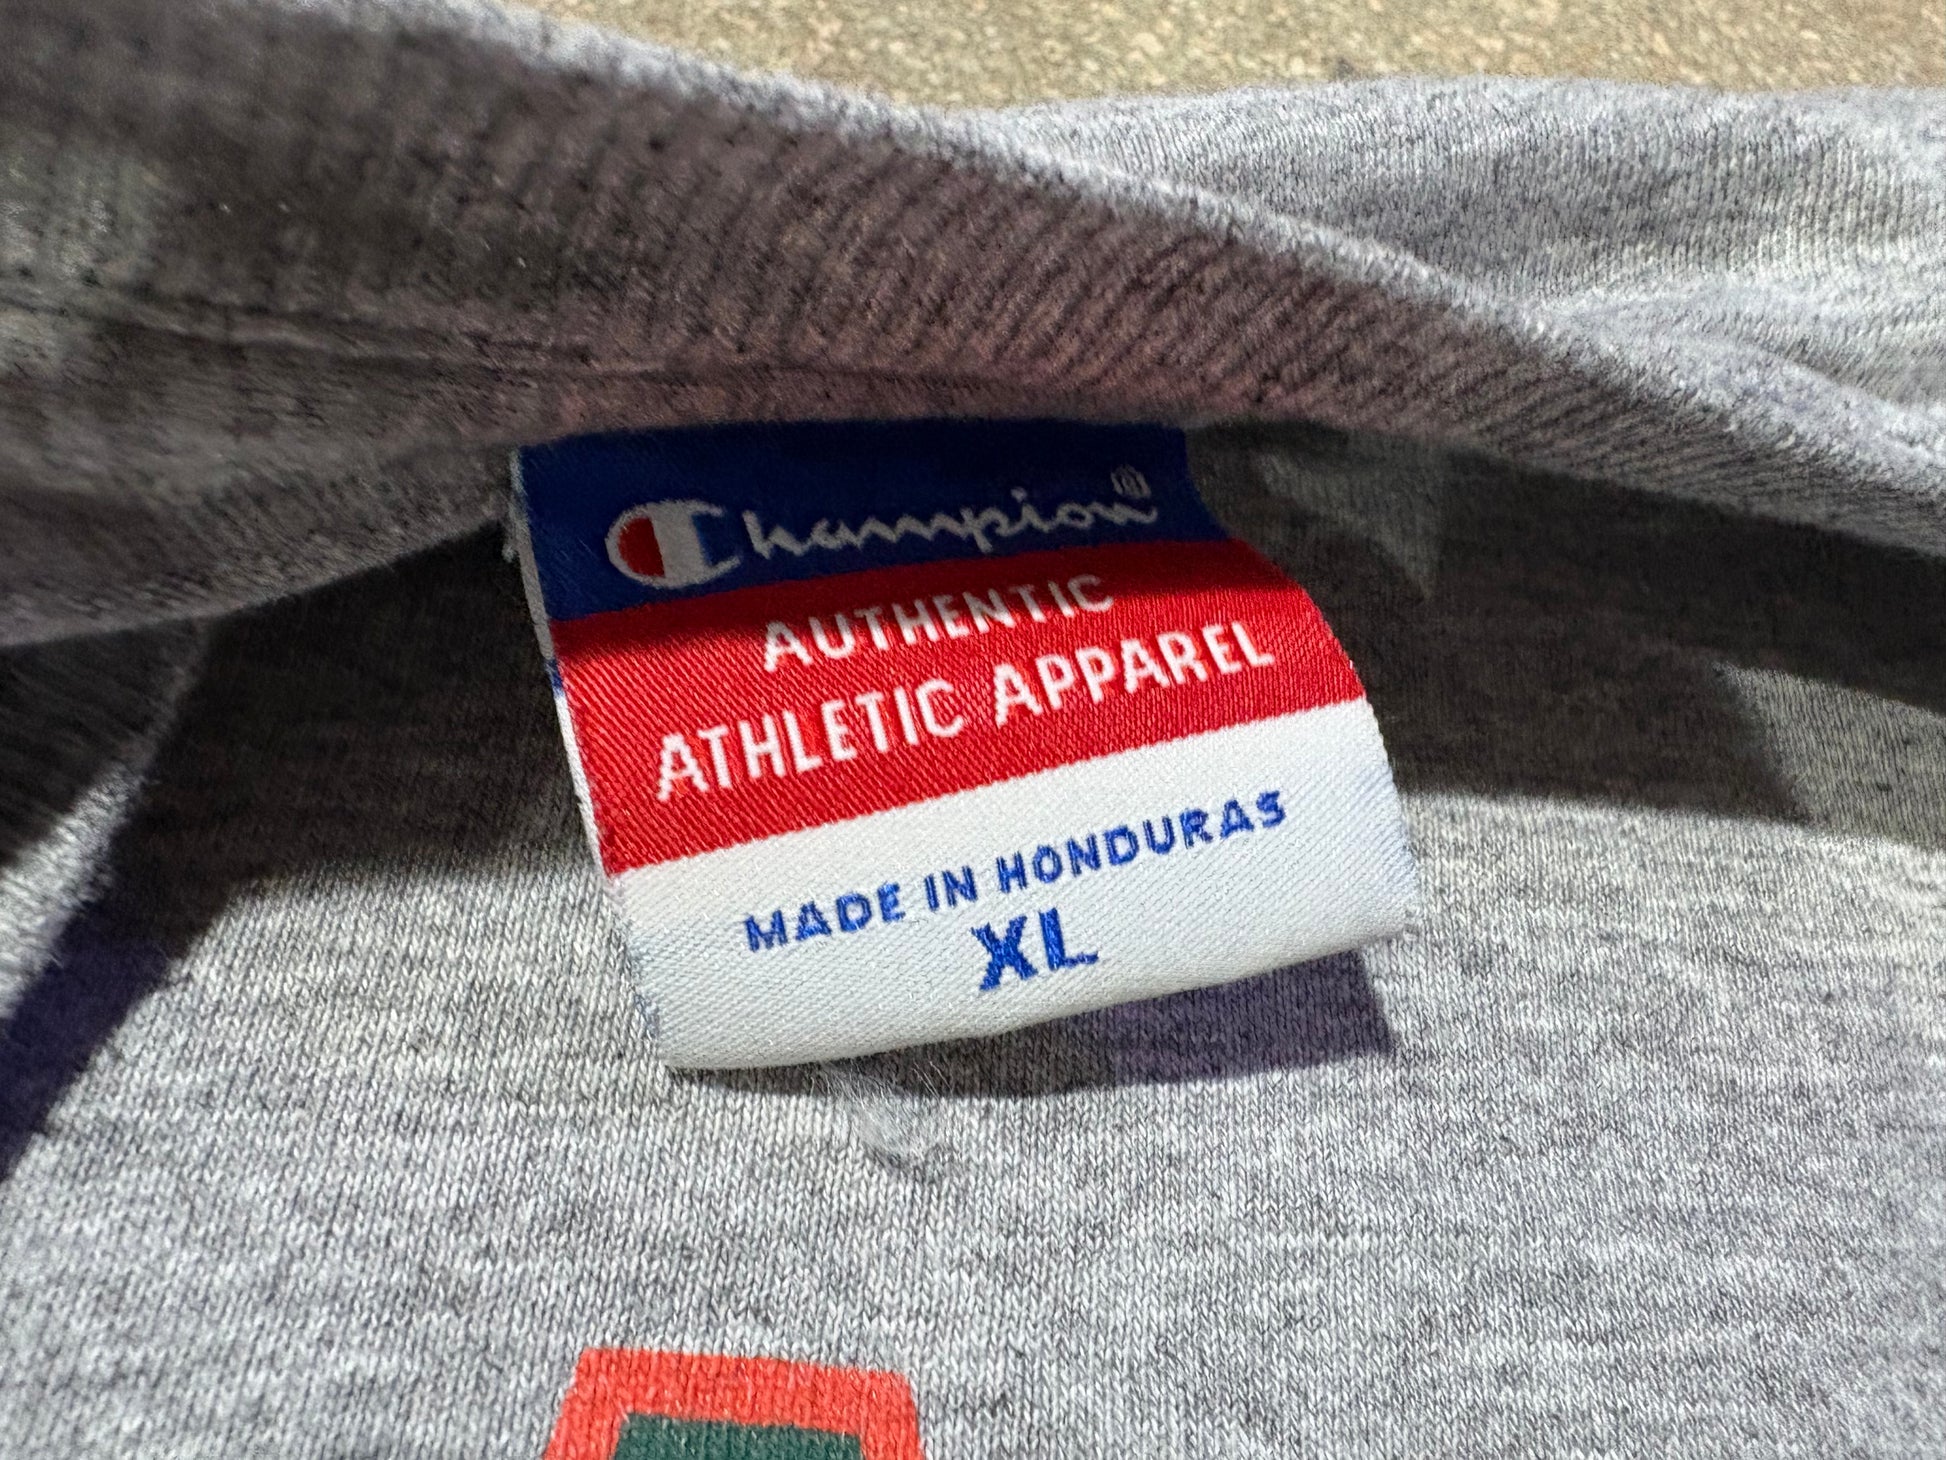 Champion®
AUTHENTIC
ATHLETIC APPAREL
MADE IN HONDURAS
XL